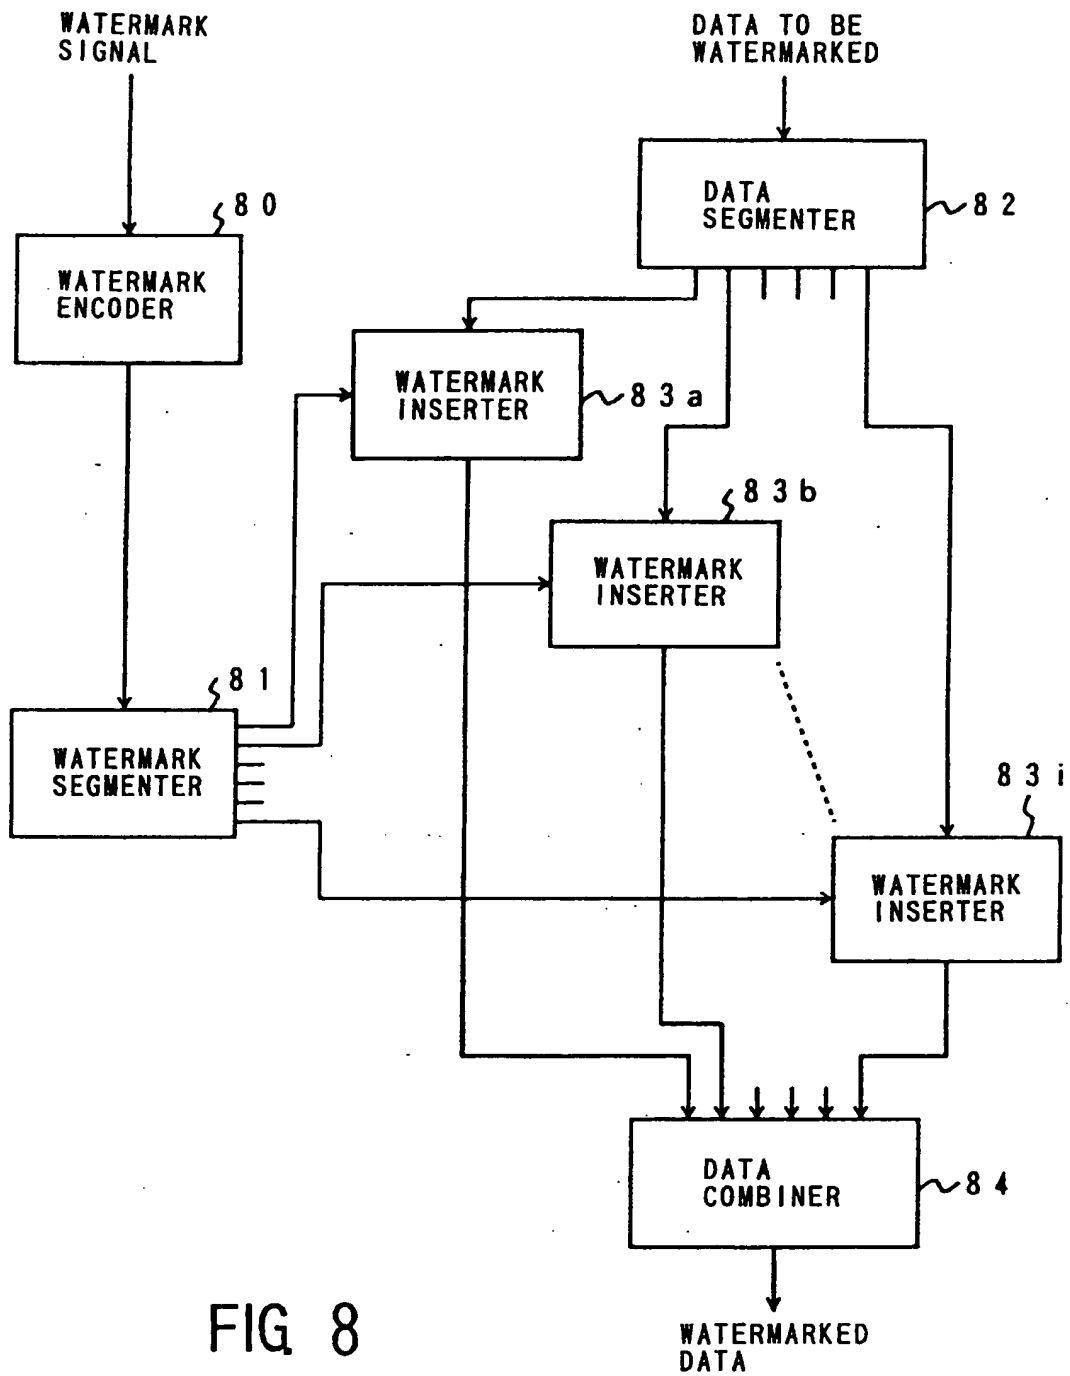 WATERMARK
SIGNAL
DATA TO BE
WATERMARKED
80
WATERMARK
ENCODER
DATA
SEGMENTER
82
WATERMARK
INSERTER
83a
83b
WATERMARK
INSERTER
81
WATERMARK
SEGMENTER
83i
WATERMARK
INSERTER
DATA
COMBINER
84
WATERMARKED
DATA
FIG. 8